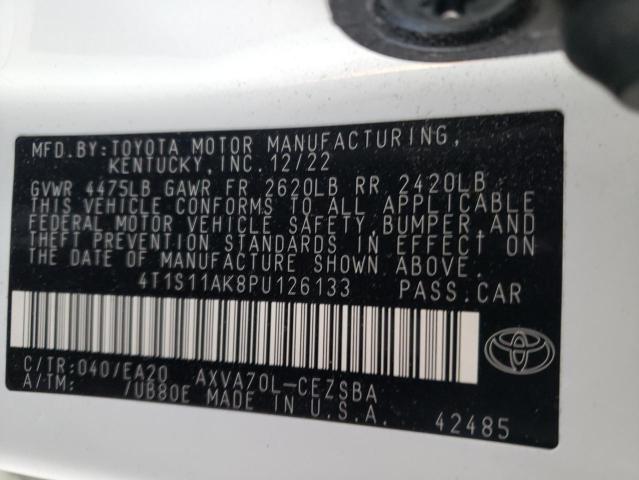 MFD.BY:TOYOTA MOTOR MANUFACTURING,
KENTUCKY, INC. 12/22
GVWR 4475LB GAWR FR 2620LB RR 2420LB
THIS VEHICLE CONFORMS TO ALL APPLICABLE
FEDERAL MOTOR VEHICLE SAFETY, BUMPER, AND
THEFT PREVENTION STANDARDS IN EFFECT ON
THE DATE OF MANUFACTURE SHOWN ABOVE.
4T1S11AK8PU126133 PASS.CAR
C/TR:040/EA20 AXVA70L-CEZSBA
A/TM: /UB80E MADE IN U.S.A.
42485